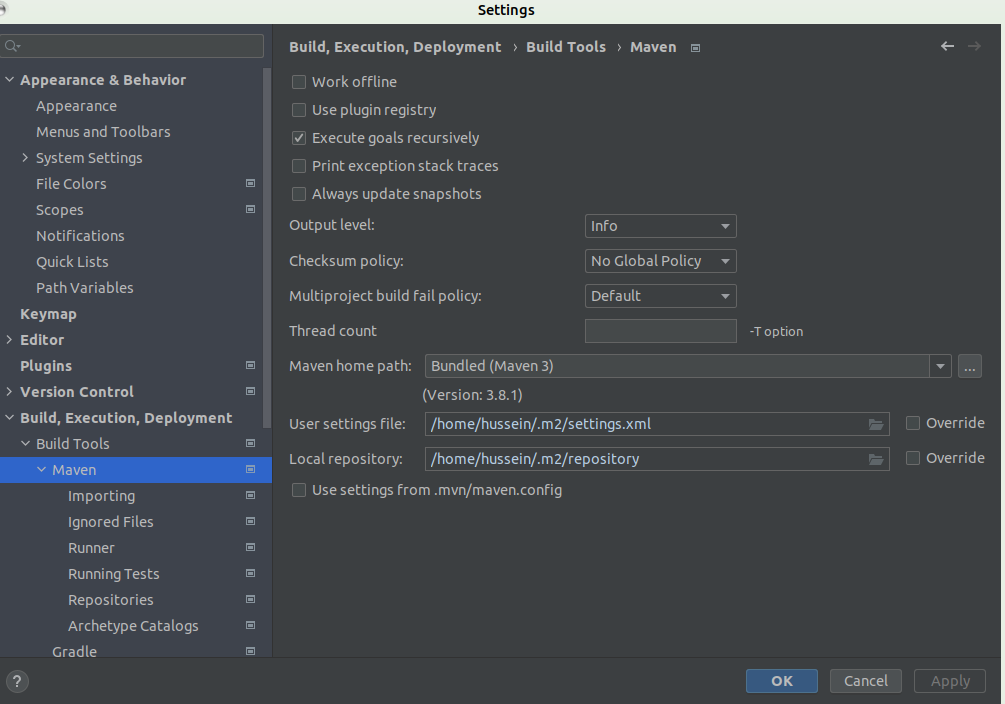 Settings
Appearance & Behavior
Appearance
Menus and Toolbars
System Settings
File Colors
Scopes
Notifications
Quick Lists
Path Variables
Keymap
Editor
Plugins
Version Control
Build, Execution, Deployment
Build Tools
Maven
Importing
Ignored Files
Runner
Running Tests
Repositories
Archetype Catalogs
Gradle
Build, Execution, Deployment › Build Tools › Maven
Work offline
Use plugin registry
Execute goals recursively
Print exception stack traces
Always update snapshots
Output level: Info
Checksum policy: No Global Policy
Multiproject build fail policy: Default
Thread count -T option
Maven home path: Bundled (Maven 3) ...
(Version: 3.8.1)
User settings file: /home/hussein/.m2/settings.xml Override
Local repository: /home/hussein/.m2/repository Override
Use settings from .mvn/maven.config
? OK Cancel Apply